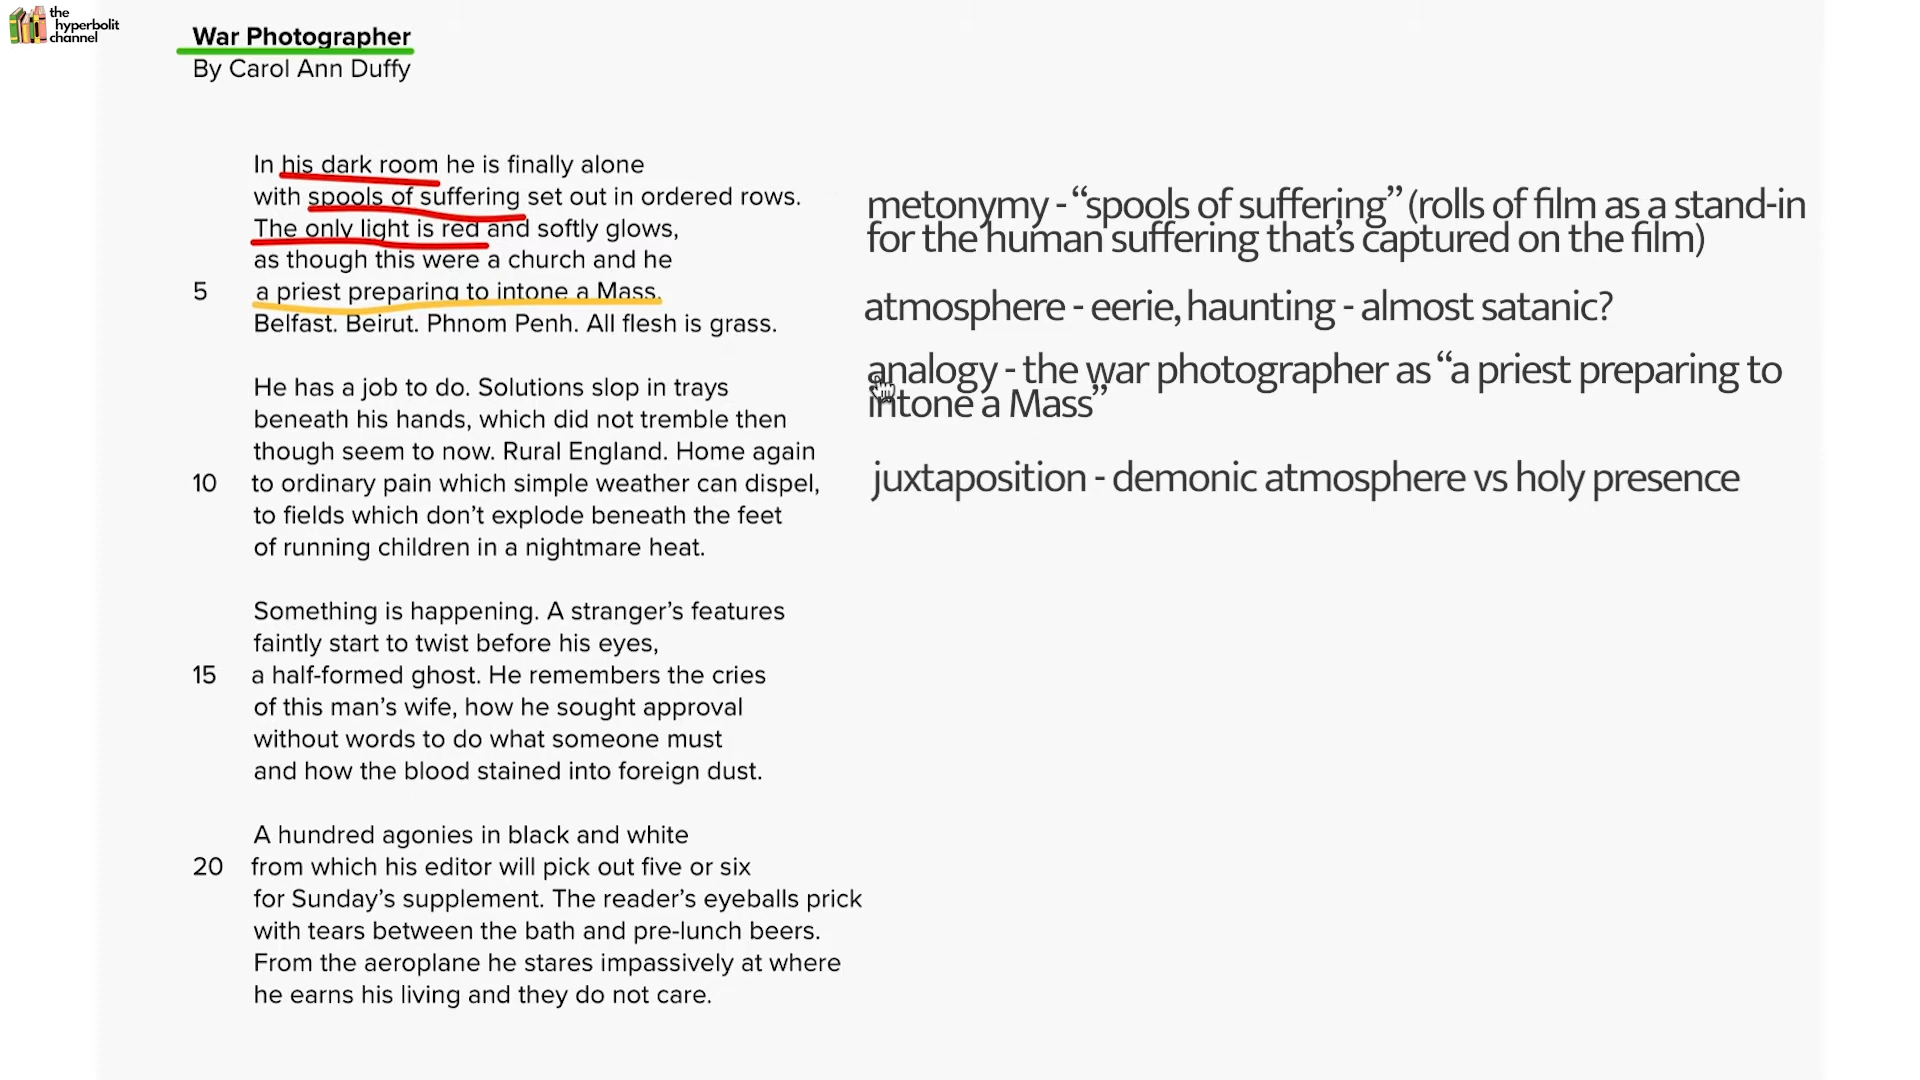 the
hyperbolit
channel
War Photographer
By Carol Ann Duffy
In his dark room he is finally alone
with spools of suffering set out in ordered rows.
The only light is red and softly glows,
as though this were a church and he
5 a priest preparing to intone a Mass.
Belfast. Beirut. Phnom Penh. All flesh is grass.
He has a job to do. Solutions slop in trays
beneath his hands, which did not tremble then
though seem to now. Rural England. Home again
10 to ordinary pain which simple weather can dispel,
to fields which don’t explode beneath the feet
of running children in a nightmare heat.
Something is happening. A stranger’s features
faintly start to twist before his eyes,
15 a half-formed ghost. He remembers the cries
of this man’s wife, how he sought approval
without words to do what someone must
and how the blood stained into foreign dust.
A hundred agonies in black and white
20 from which his editor will pick out five or six
for Sunday’s supplement. The reader’s eyeballs prick
with tears between the bath and pre-lunch beers.
From the aeroplane he stares impassively at where
he earns his living and they do not care.
metonymy - “spools of suffering” (rolls of film as a stand-in
for the human suffering that’s captured on the film)
atmosphere - eerie, haunting - almost satanic?
analogy - the war photographer as “a priest preparing to
intone a Mass”
juxtaposition - demonic atmosphere vs holy presence